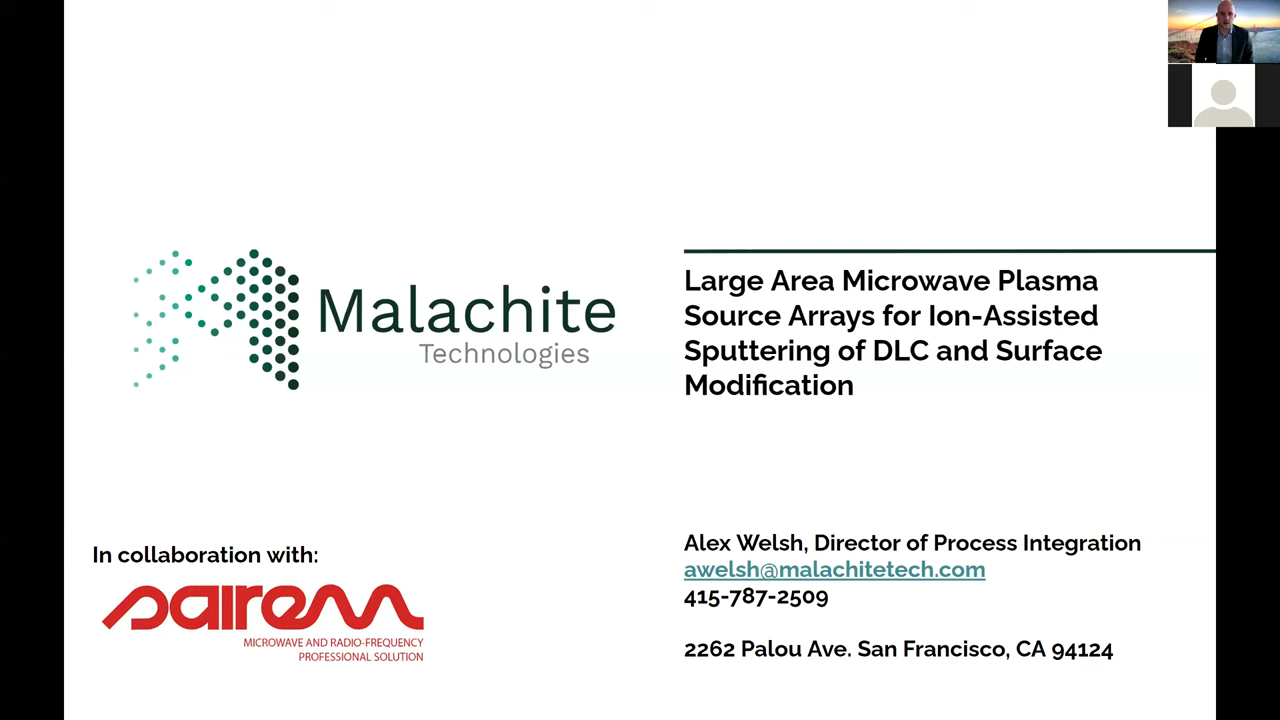 Malachite
Technologies
Large Area Microwave Plasma
Source Arrays for Ion-Assisted
Sputtering of DLC and Surface
Modification
In collaboration with:
sairem
MICROWAVE AND RADIO-FREQUENCY
PROFESSIONAL SOLUTION
Alex Welsh, Director of Process Integration
awelsh@malachitetech.com
415-787-2509
2262 Palou Ave. San Francisco, CA 94124